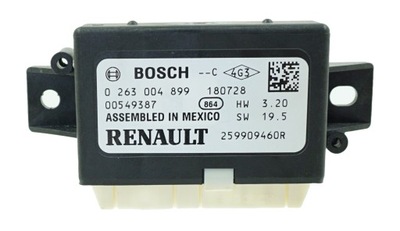 BOSCH --C 4G3
0 263 004 899 180728
00549387 864 HW 3.20
ASSEMBLED IN MEXICO SW 19.5
RENAULT 259909460R